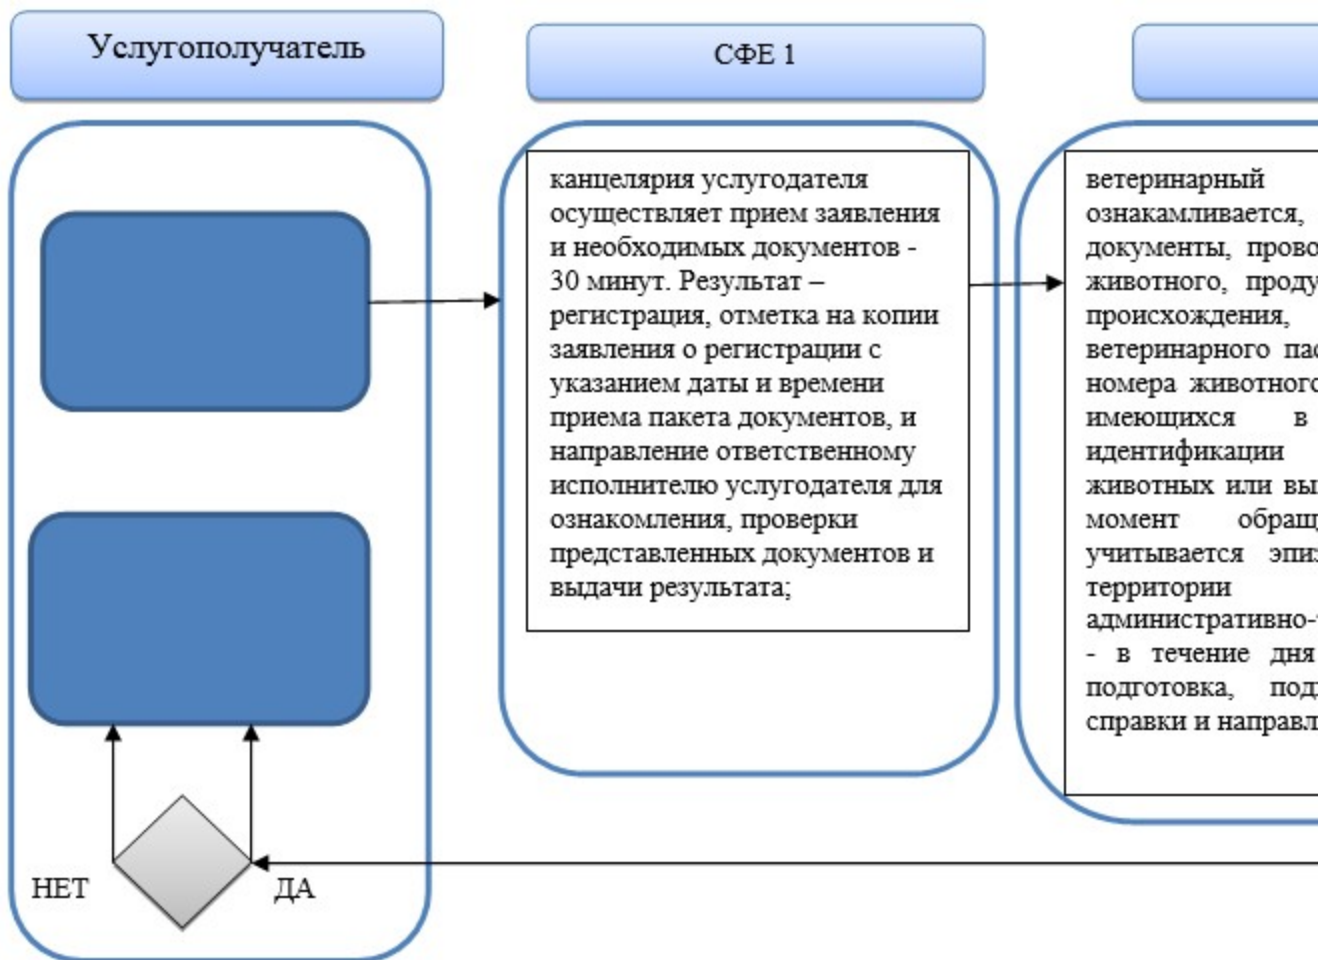 Услугополучатель
СФЕ 1
канцелярия услугодателя
осуществляет прием заявления
и необходимых документов -
30 минут. Результат –
регистрация, отметка на копии
заявления о регистрации с
указанием даты и времени
приема пакета документов, и
направление ответственному
исполнителю услугодателя для
ознакомления, проверки
представленных документов и
выдачи результата;
ветеринарный
ознакамливается,
документы,
животного,
происхождения,
ветеринарного
номера животного
имеющихся в
идентификации
животных или
момент
учитывается
территории
- в течение дня
подготовка,
справки и
НЕТ
ДА